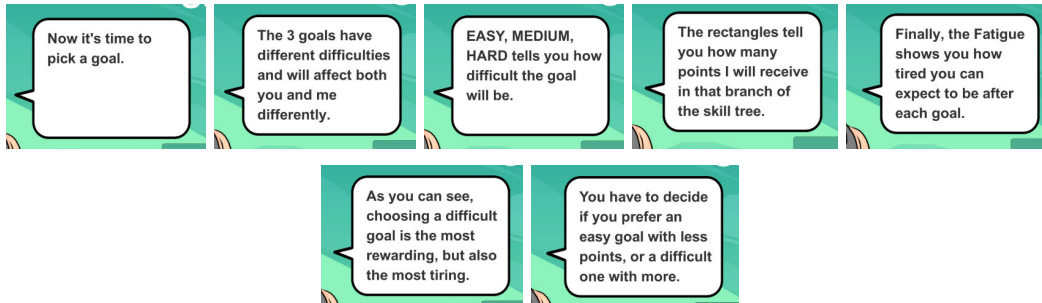 Now it's time to
pick a goal.
The 3 goals have
different difficulties
and will affect both
you and me
differently.
EASY, MEDIUM,
HARD tells you how
difficult the goal
will be.
The rectangles tell
you how many
points I will receive
in that branch of
the skill tree.
Finally, the Fatigue
shows you how
tired you can
expect to be after
each goal.
As you can see,
choosing a difficult
goal is the most
rewarding, but also
the most tiring.
You have to decide
if you prefer an
easy goal with less
points, or a difficult
one with more.